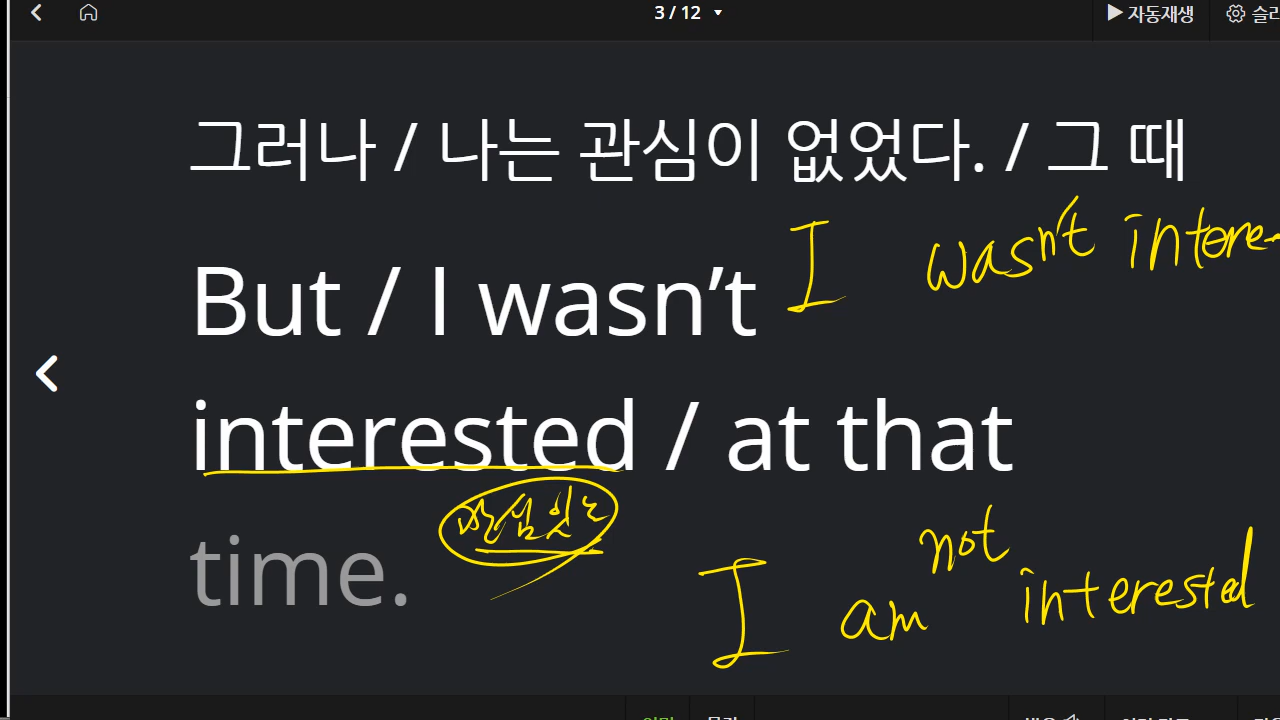 3 / 12
자동재생
그러나 / 나는 관심이 없었다. / 그 때
I wasn't intere
But / I wasn’t
interested / at that
관심있는
time.
not
I am interested